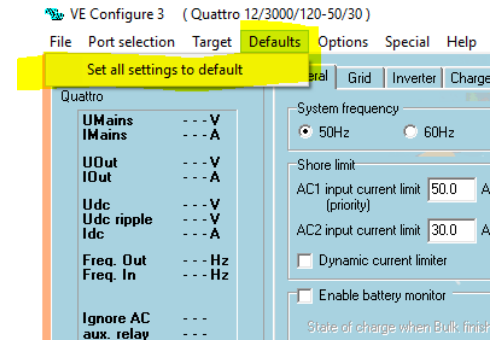 VE Configure 3 ( Quattro 12/3000/120-50/30 )
File Port selection Target Defaults Options Special Help
Set all settings to default
eral Grid Inverter Charge
Quattro
UMains - - - V
IMains - - - A
UOut - - - V
IOut - - - A
Udc - - - V
Udc ripple - - - V
Idc - - - A
Freq. Out - - - Hz
Freq. In - - - Hz
Ignore AC - - -
aux. relay - - -
System frequency
50Hz 60Hz
Shore limit
AC1 input current limit 50.0 A
(priority)
AC2 input current limit 30.0 A
Dynamic current limiter
Enable battery monitor
State of charge when Bulk finish